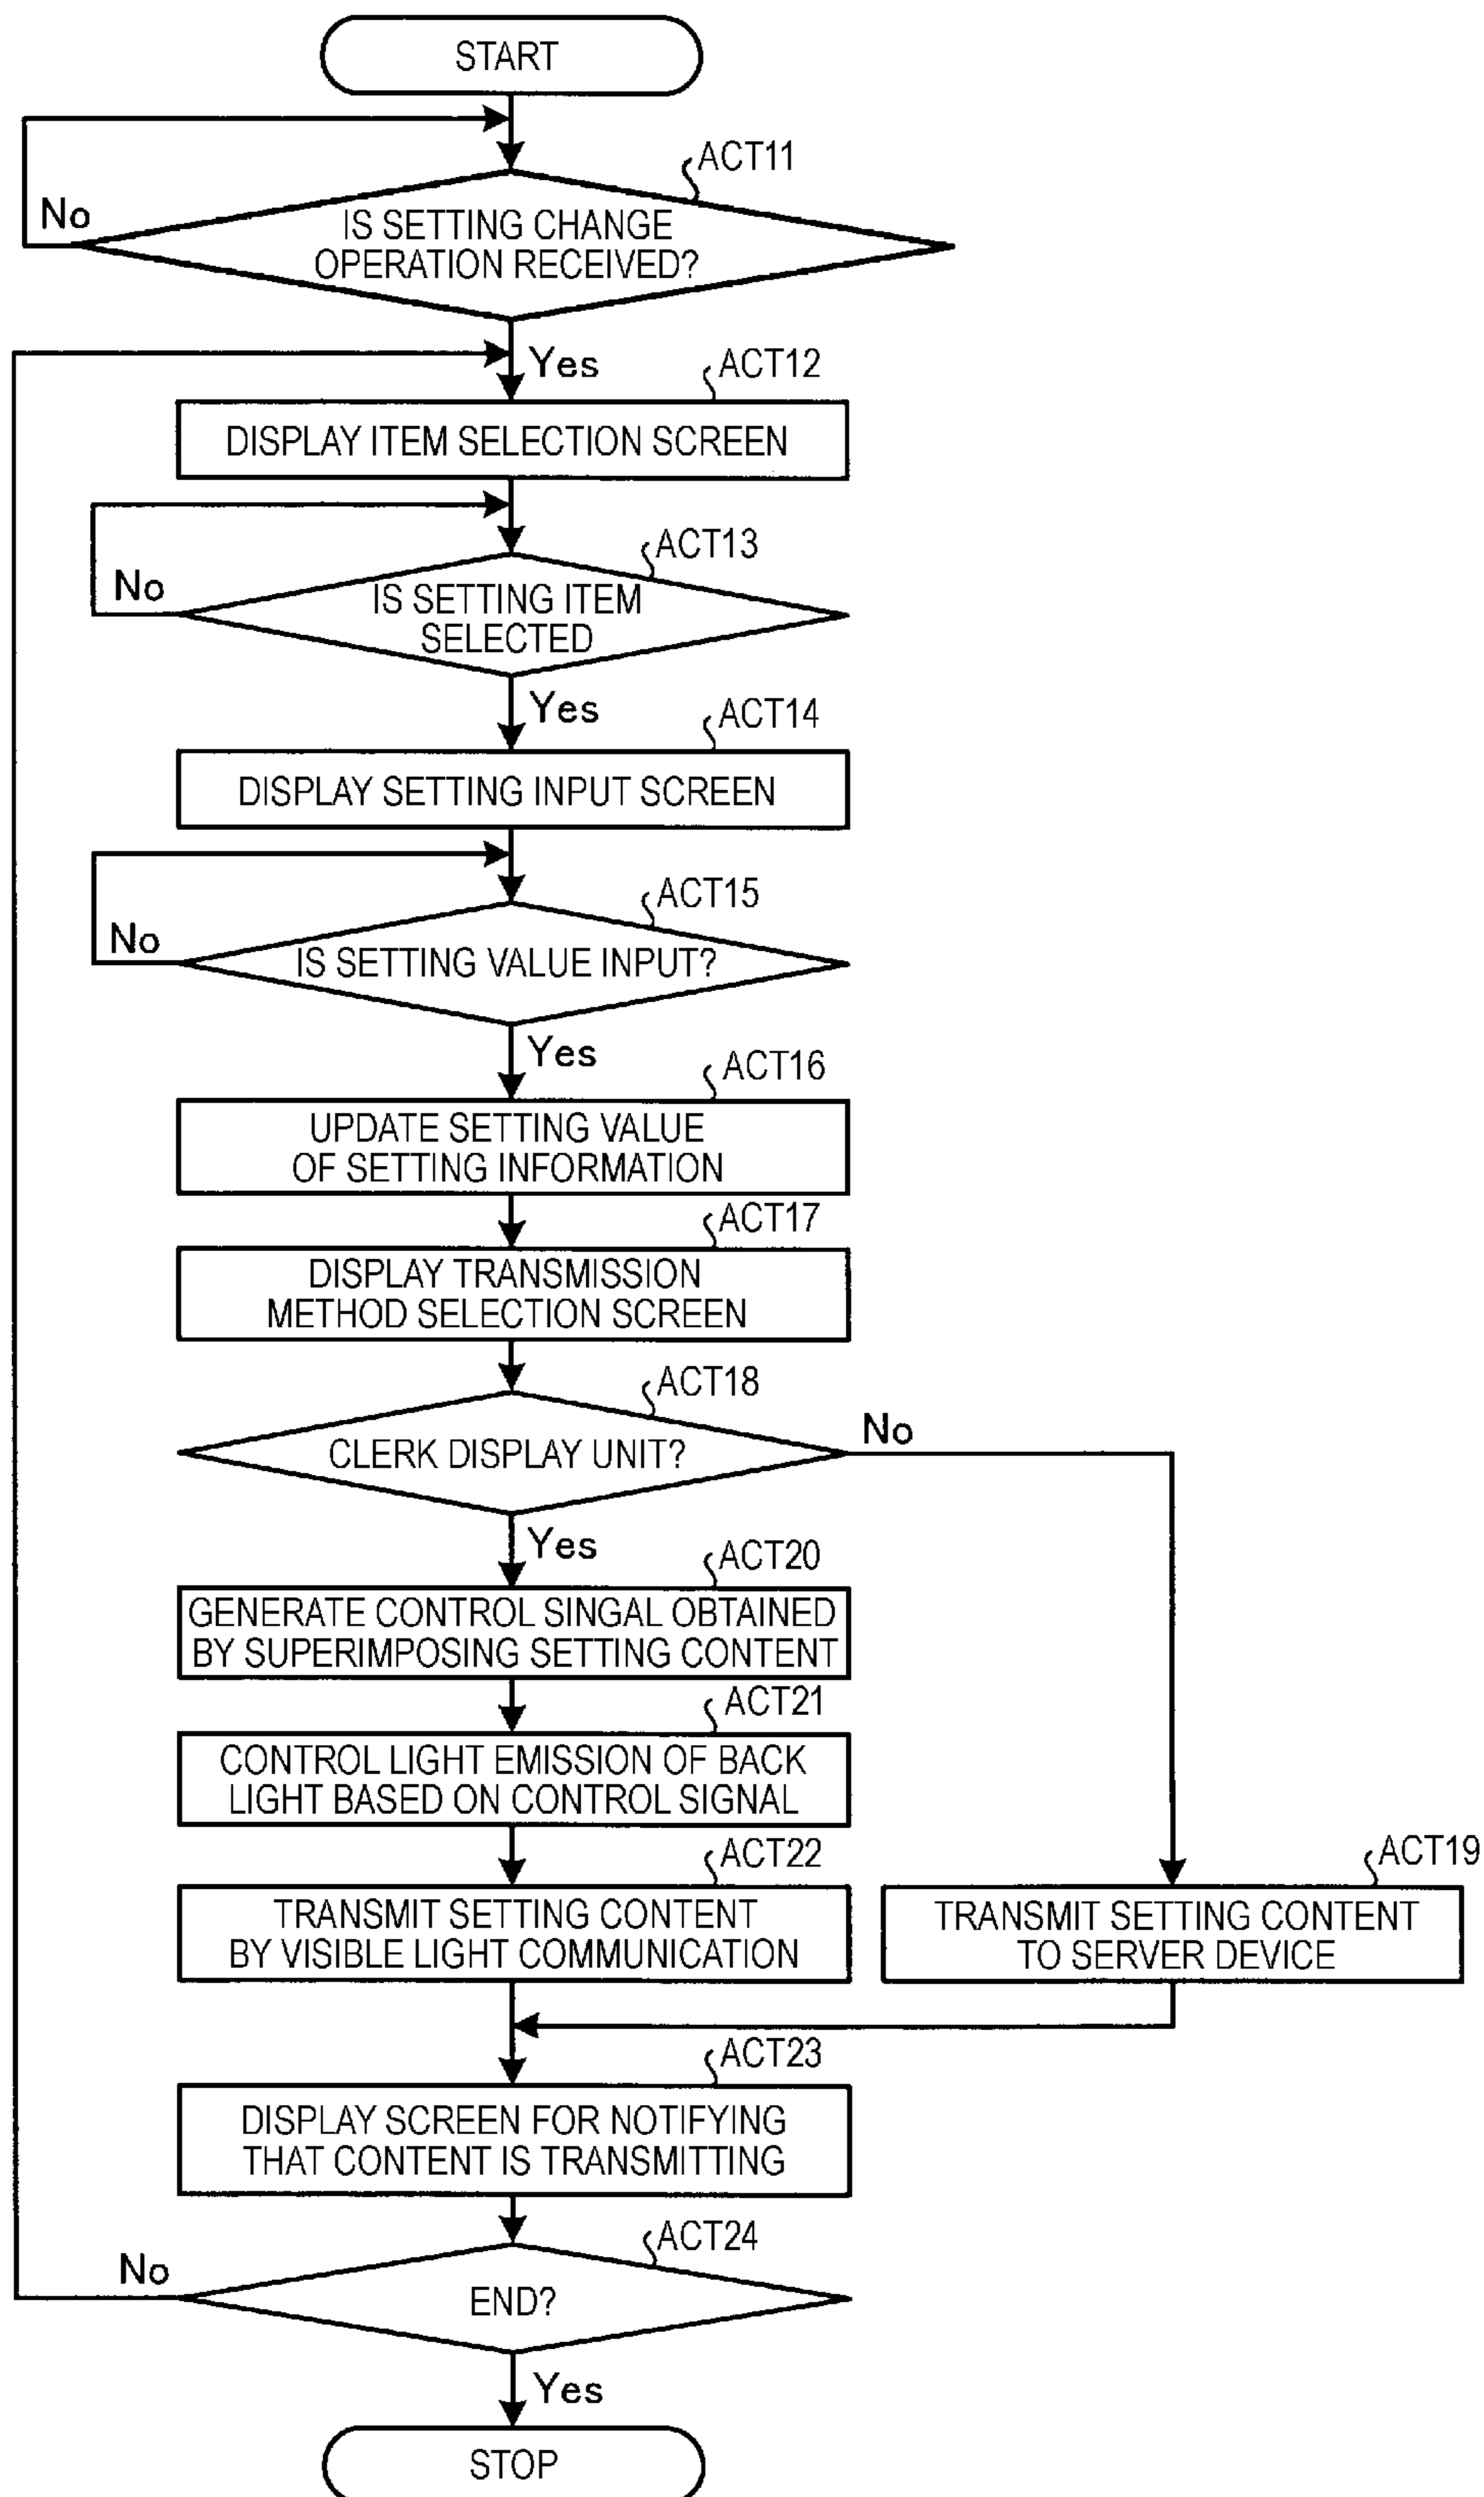 START
ACT11
No
IS SETTING CHANGE
OPERATION RECEIVED?
Yes
ACT12
DISPLAY ITEM SELECTION SCREEN
ACT13
No
IS SETTING ITEM
SELECTED
Yes
ACT14
DISPLAY SETTING INPUT SCREEN
ACT15
No
IS SETTING VALUE INPUT?
Yes
ACT16
UPDATE SETTING VALUE
OF SETTING INFORMATION
ACT17
DISPLAY TRANSMISSION
METHOD SELECTION SCREEN
ACT18
No
CLERK DISPLAY UNIT?
Yes
ACT20
GENERATE CONTROL SINGAL OBTAINED
BY SUPERIMPOSING SETTING CONTENT
ACT21
CONTROL LIGHT EMISSION OF BACK
LIGHT BASED ON CONTROL SIGNAL
ACT22
TRANSMIT SETTING CONTENT
BY VISIBLE LIGHT COMMUNICATION
ACT19
TRANSMIT SETTING CONTENT
TO SERVER DEVICE
ACT23
DISPLAY SCREEN FOR NOTIFYING
THAT CONTENT IS TRANSMITTING
ACT24
No
END?
Yes
STOP